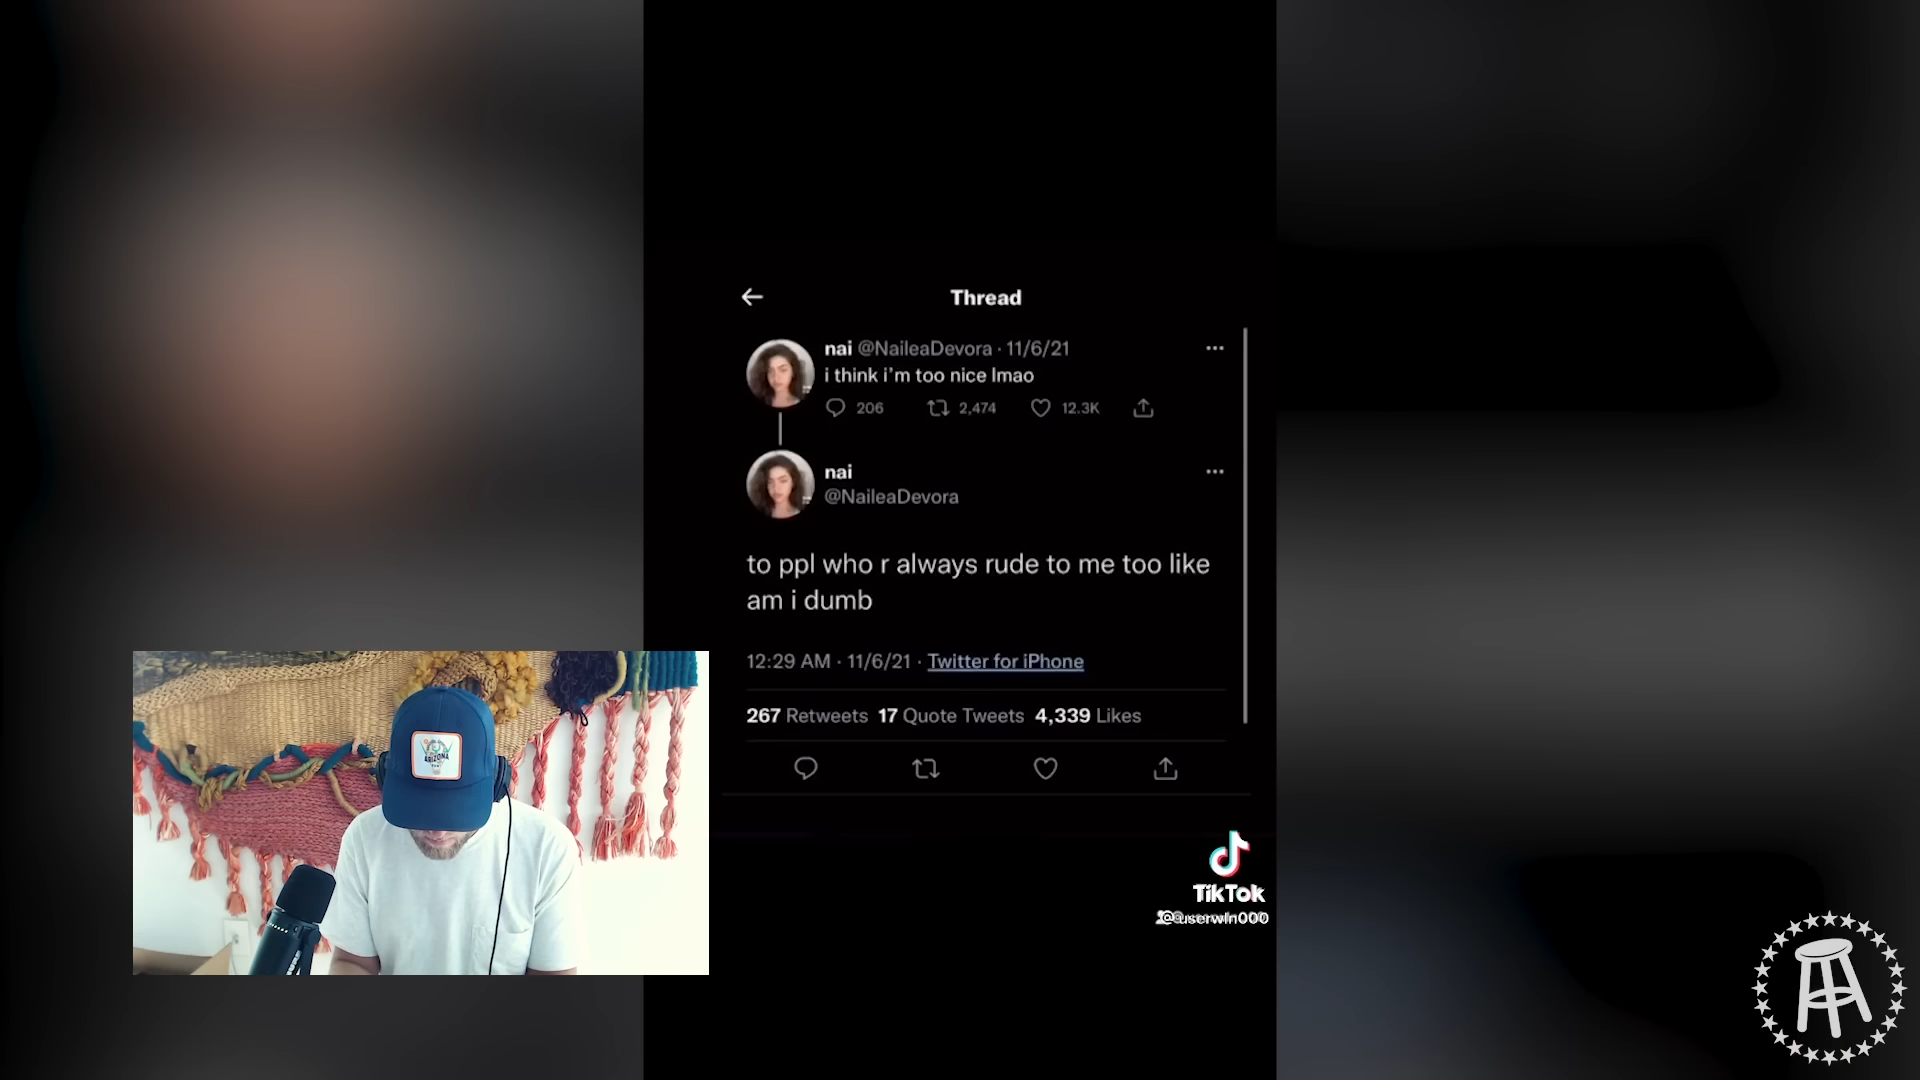 Thread
nai @NaileaDevora · 11/6/21
i think i'm too nice lmao
206 2,474 12.3K
nai
@NaileaDevora
to ppl who r always rude to me too like
am i dumb
12:29 AM · 11/6/21 · Twitter for iPhone
267 Retweets 17 Quote Tweets 4,339 Likes
ARIZONA
TikTok